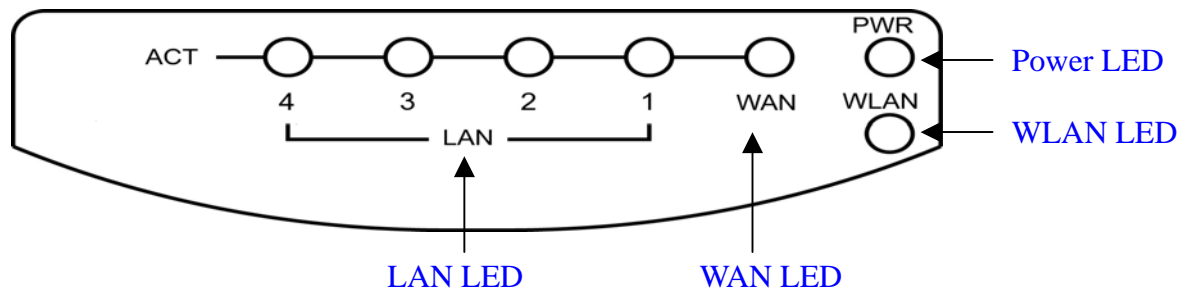 PWR
ACT
Power LED
4 3 2 1 WAN WLAN
LAN
WLAN LED
LAN LED WAN LED